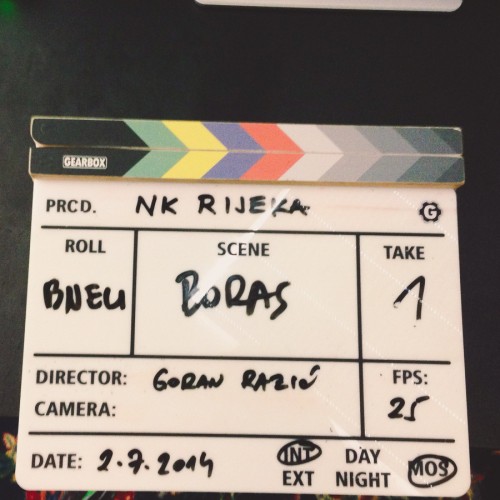 GEARBOX
PRCD. NK RIJEKA
G
ROLL SCENE TAKE
BNEU BORAS 1
DIRECTOR: GORAN RAZIĆ FPS:
CAMERA: 25
DATE: 2.7.2014 INT DAY MOS
EXT NIGHT